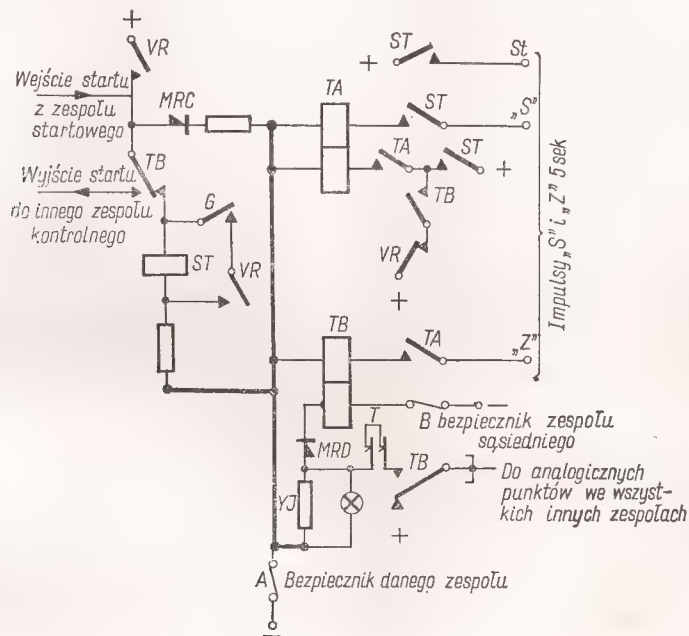 +
VR
Wejście startu
z zespołu
startowego
MRC
TA
+ ST St
ST „S"
TA ST +
TB
VR
+
TB
Wyjście startu
do innego zespołu
kontrolnego
G
ST
VR
Impulsy „S" i „Z" 5 sek
TB
TA „Z"
B bezpiecznik zespołu
sąsiedniego
T
MRD
TB
YJ
+
Do analogicznych
punktów we wszyst-
kich innych zespołach
A Bezpiecznik danego zespołu